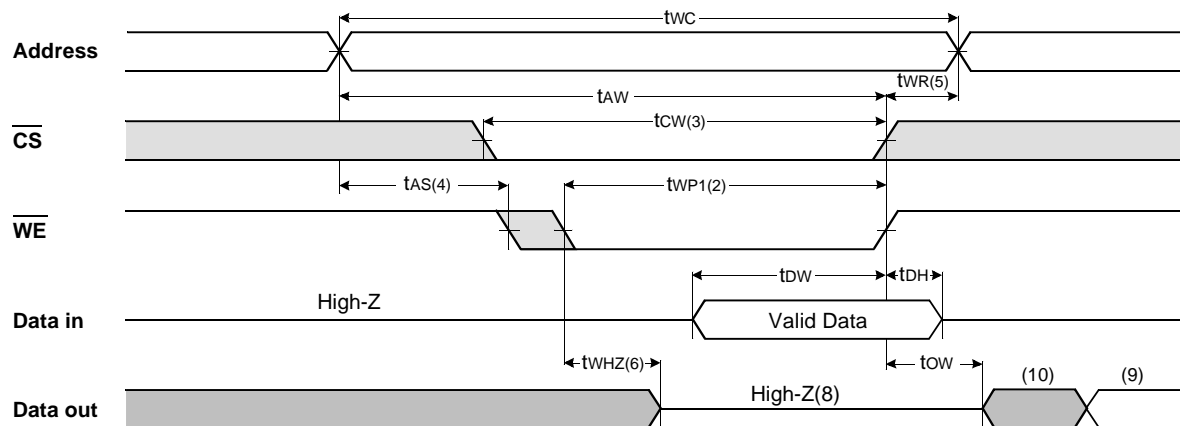 tWC
Address
tWR(5)
tAW
tCW(3)
CS
tAS(4)
tWP1(2)
WE
tDW
tDH
High-Z
Data in
Valid Data
tWHZ(6)
tOW
High-Z(8)
(10)
(9)
Data out